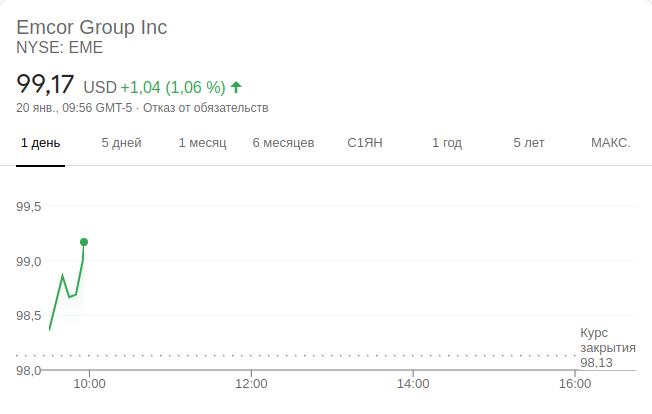 Emcor Group Inc
NYSE: EME
99,17 USD +1,04 (1,06 %)
20 янв., 09:56 GMT-5 · Отказ от обязательств
1 день 5 дней 1 месяц 6 месяцев С1ЯН 1 год 5 лет МАКС.
99,5
99,0
98,5
Курс
закрытия
98,13
98,0
10:00 12:00 14:00 16:00